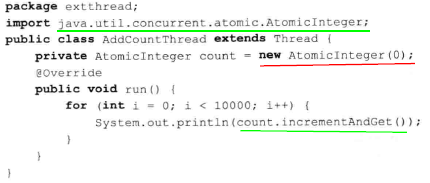 package extthread;
import java.util.concurrent.atomic.AtomicInteger;
public class AddCountThread extends Thread {
private AtomicInteger count = new AtomicInteger(0);
@Override
public void run() {
for (int i = 0; i < 10000; i++) {
System.out.println(count.incrementAndGet());
}
}
}